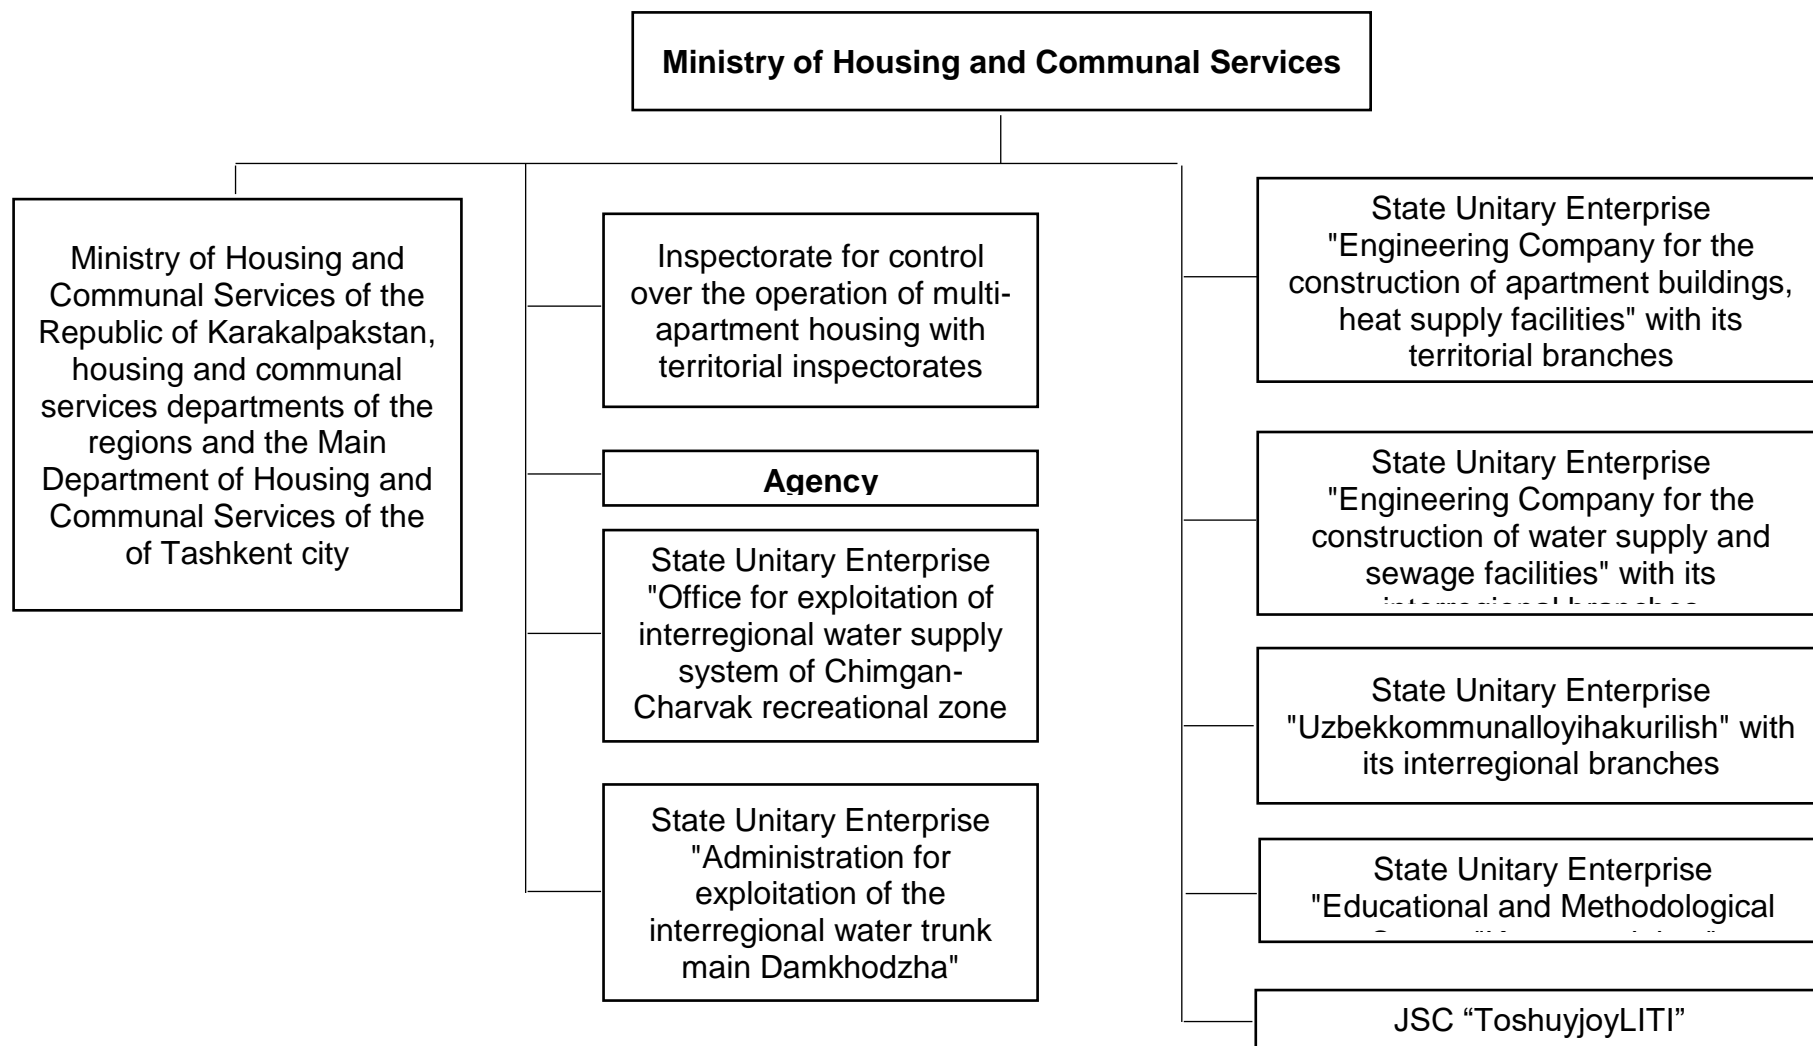 Ministry of Housing and Communal Services
Ministry of Housing and
Communal Services of the
Republic of Karakalpakstan,
housing and communal
services departments of the
regions and the Main
Department of Housing and
Communal Services of the
of Tashkent city
Inspectorate for control
over the operation of multi-
apartment housing with
territorial inspectorates
Agency
State Unitary Enterprise
"Office for exploitation of
interregional water supply
system of Chimgan-
Charvak recreational zone
State Unitary Enterprise
"Administration for
exploitation of the
interregional water trunk
main Damkhodzha"
State Unitary Enterprise
"Engineering Company for the
construction of apartment buildings,
heat supply facilities" with its
territorial branches
State Unitary Enterprise
"Engineering Company for the
construction of water supply and
sewage facilities" with its
interregional branches
State Unitary Enterprise
"Uzbekkommunalloyihakurilish" with
its interregional branches
State Unitary Enterprise
"Educational and Methodological
JSC “ToshuyjoyLITI”